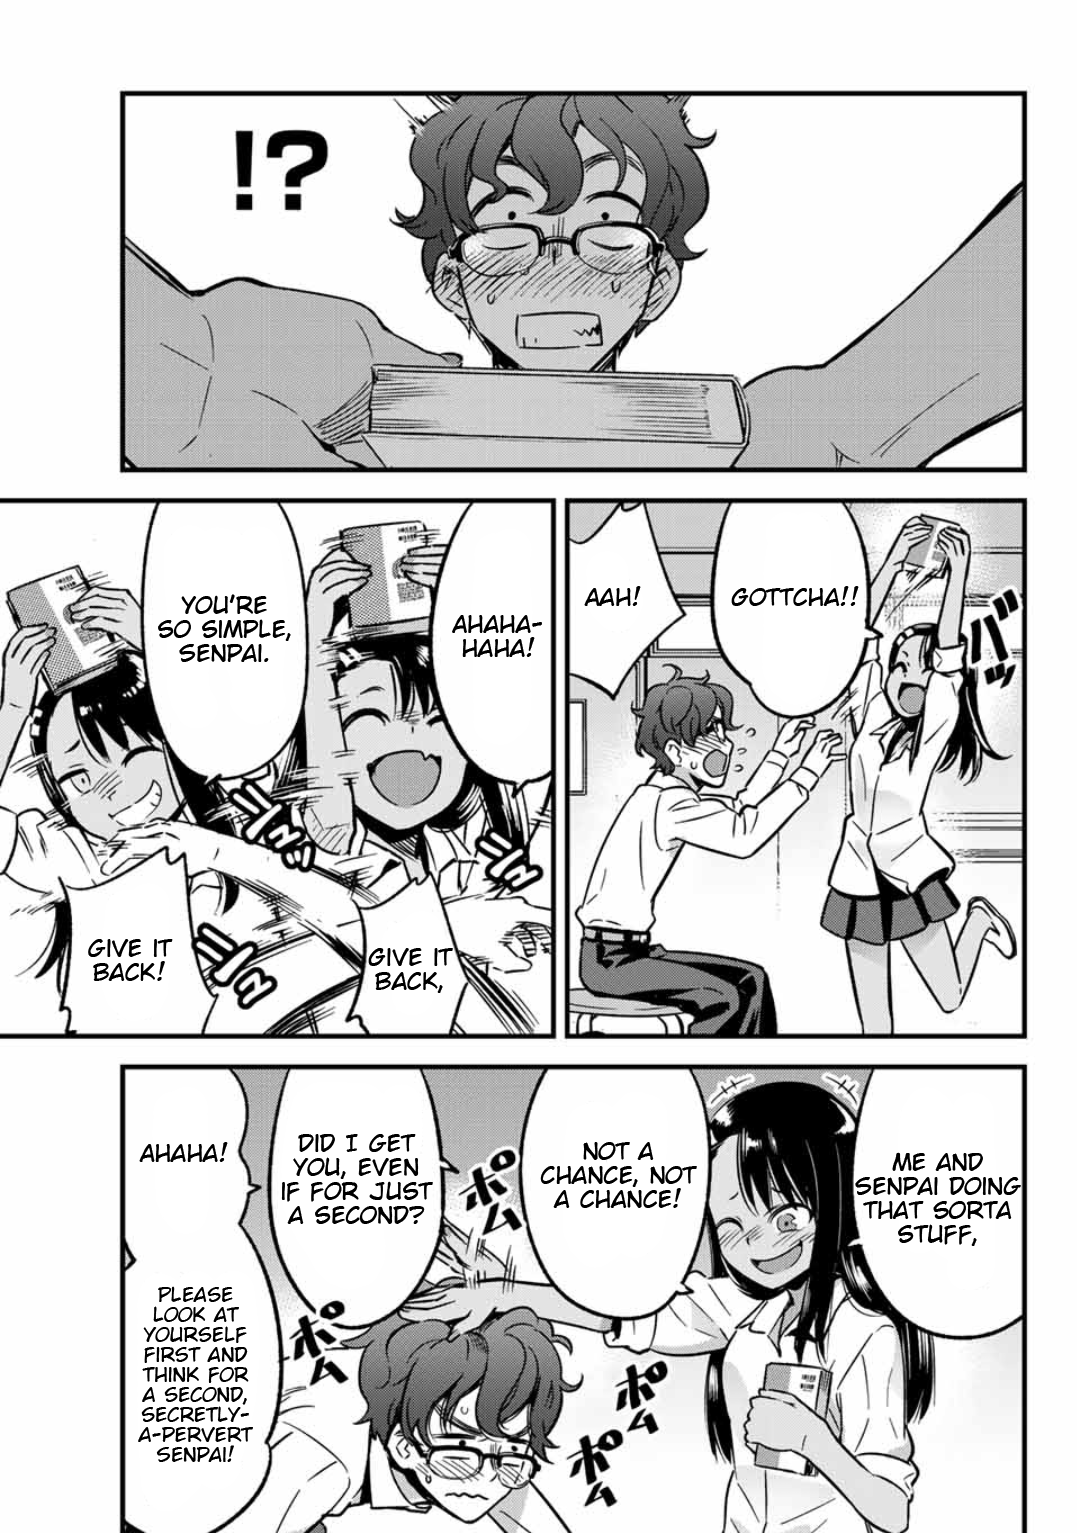 !?
GOTTCHA!!
AAH!
バッ
AHAHA-
HAHA!
GIVE IT
BACK,
YOU'RE
SO SIMPLE,
SENPAI.
GIVE IT
BACK!
ME AND
SENPAI DOING
THAT SORTA
STUFF,
NOT A
CHANCE, NOT
A CHANCE!
ポム
DID I GET
YOU, EVEN
IF FOR JUST
A SECOND?
ポム
ポム
ポム
AHAHA!
PLEASE
LOOK AT
YOURSELF
FIRST AND
THINK FOR
A SECOND,
SECRETLY-
A-PERVERT
SENPAI!